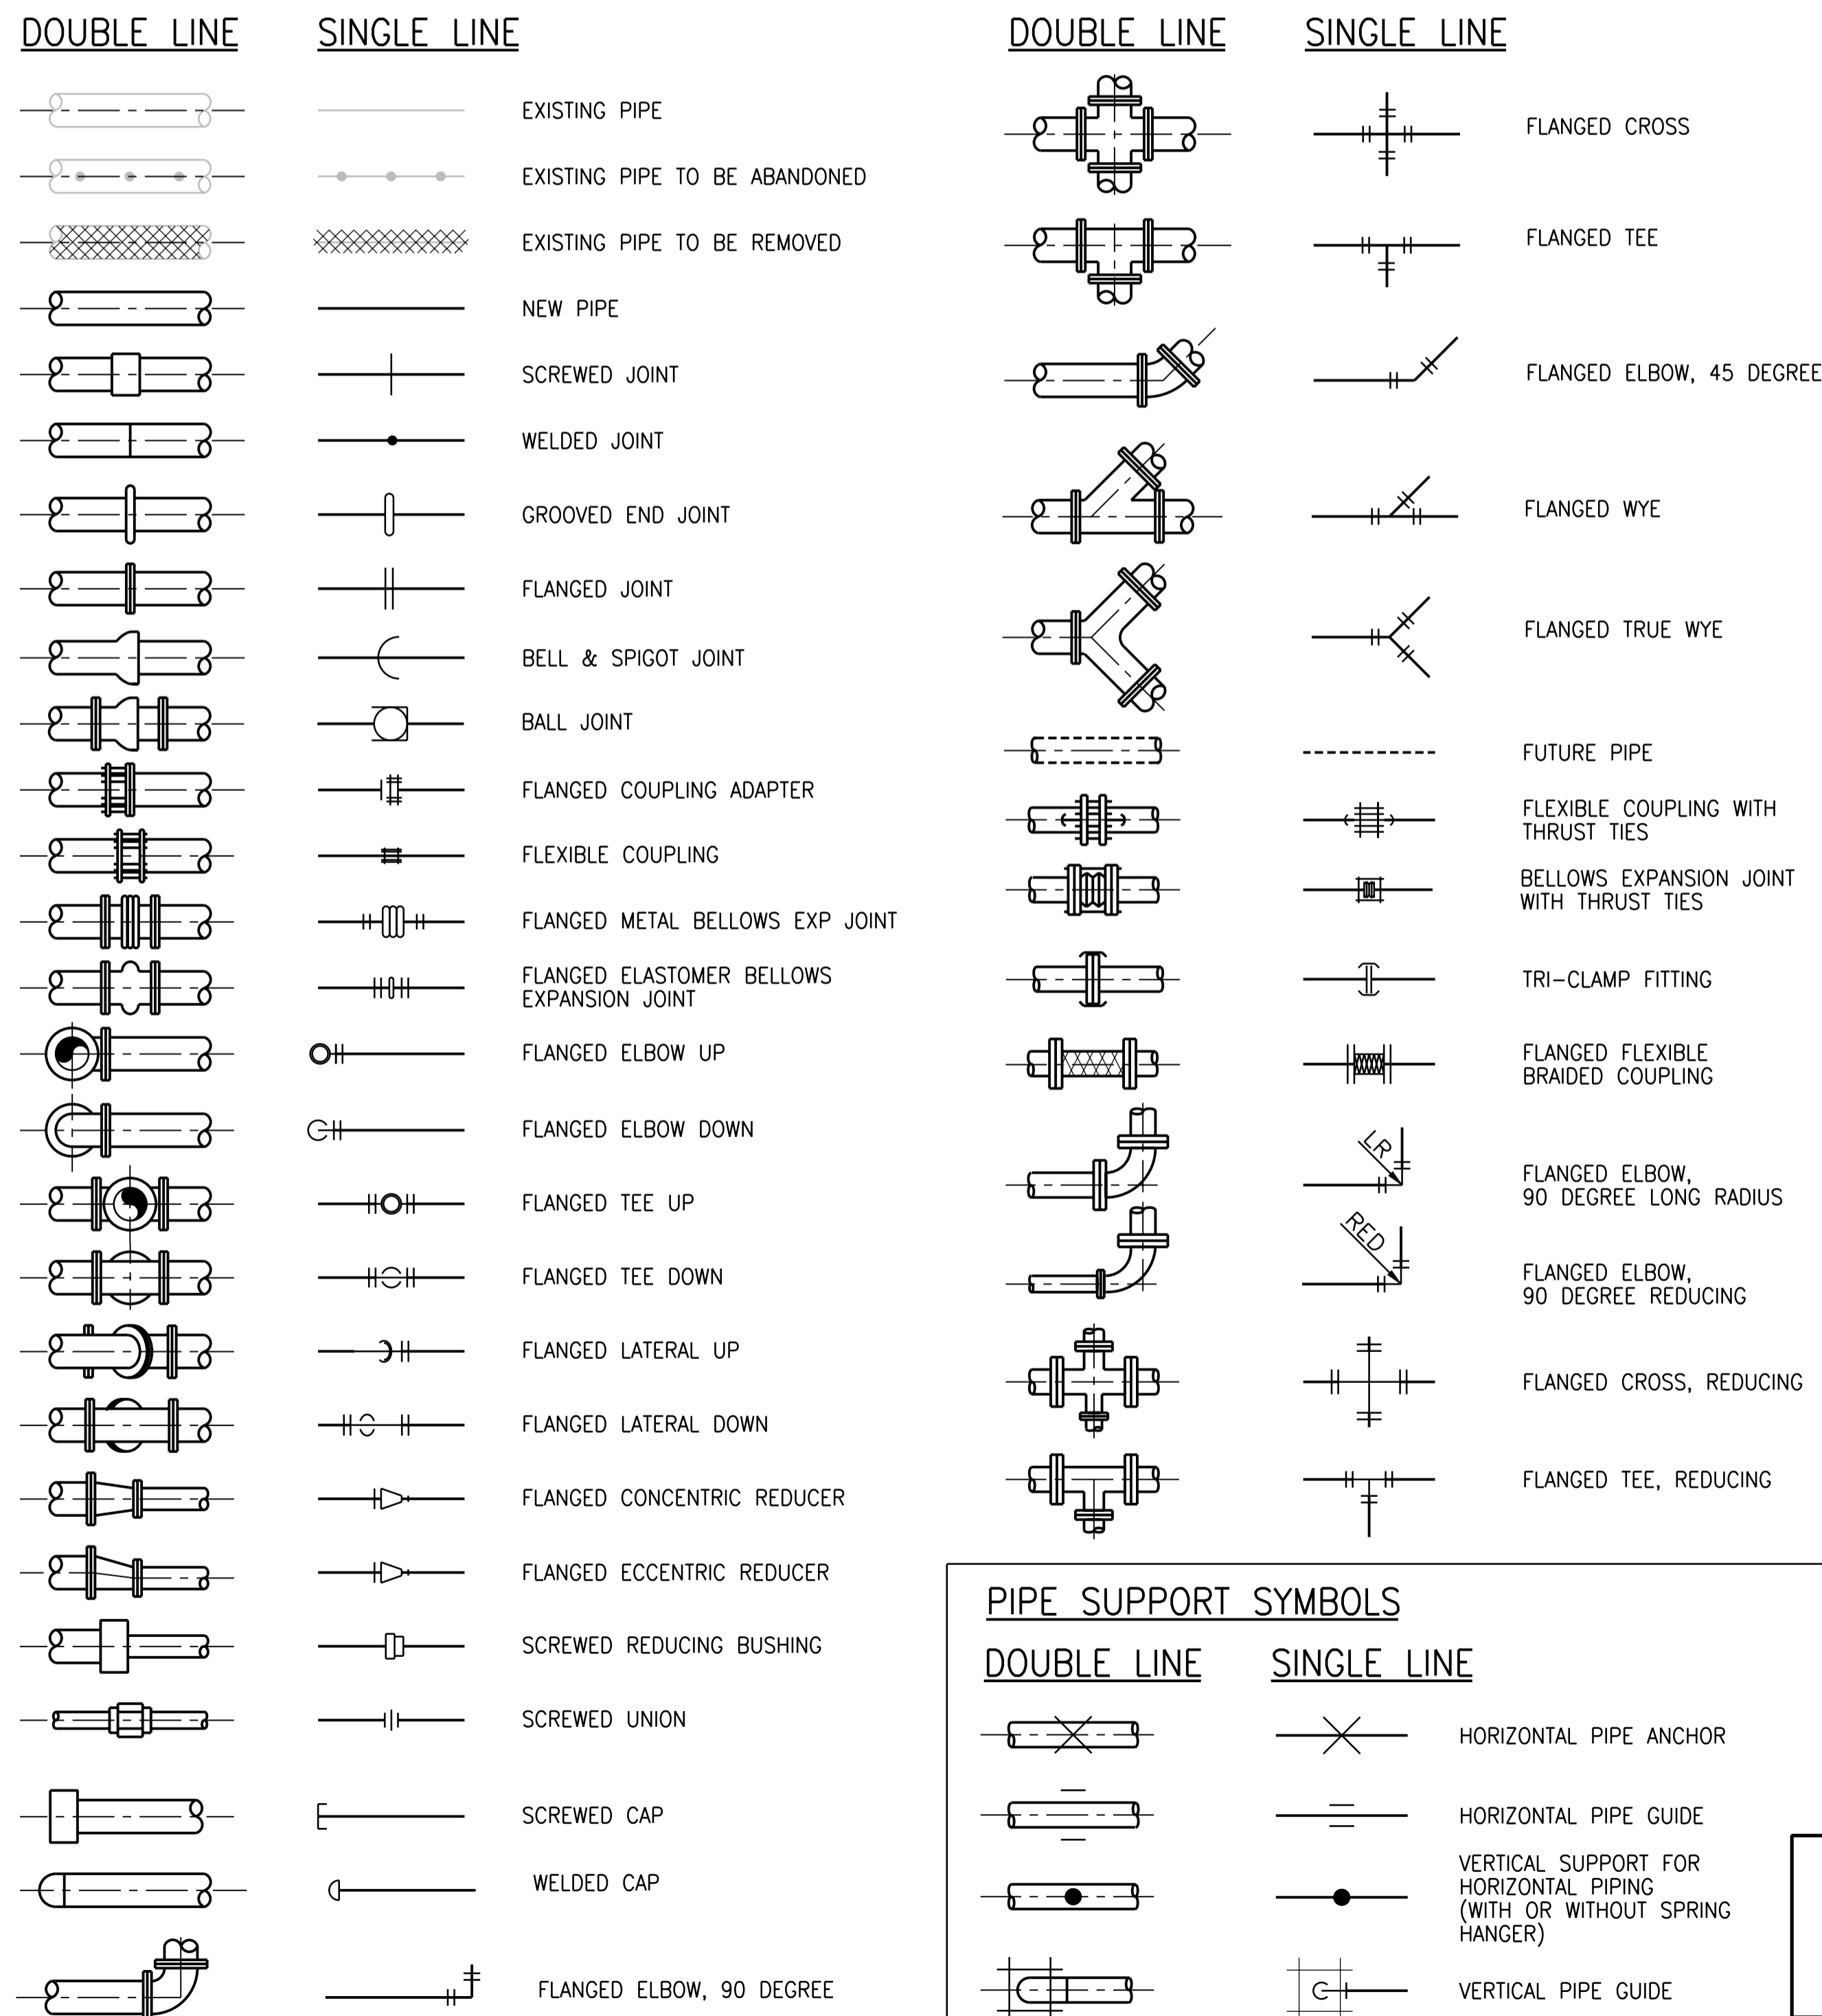 DOUBLE LINE
SINGLE LINE
EXISTING PIPE
EXISTING PIPE TO BE ABANDONED
EXISTING PIPE TO BE REMOVED
NEW PIPE
SCREWED JOINT
WELDED JOINT
GROOVED END JOINT
FLANGED JOINT
BELL & SPIGOT JOINT
BALL JOINT
FLANGED COUPLING ADAPTER
FLEXIBLE COUPLING
FLANGED METAL BELLOWS EXP JOINT
FLANGED ELASTOMER BELLOWS
EXPANSION JOINT
FLANGED ELBOW UP
FLANGED ELBOW DOWN
FLANGED TEE UP
FLANGED TEE DOWN
FLANGED LATERAL UP
FLANGED LATERAL DOWN
FLANGED CONCENTRIC REDUCER
FLANGED ECCENTRIC REDUCER
SCREWED REDUCING BUSHING
SCREWED UNION
SCREWED CAP
WELDED CAP
FLANGED ELBOW, 90 DEGREE
DOUBLE LINE
SINGLE LINE
FLANGED CROSS
FLANGED TEE
FLANGED ELBOW, 45 DEGREE
FLANGED WYE
FLANGED TRUE WYE
FUTURE PIPE
FLEXIBLE COUPLING WITH
THRUST TIES
BELLOWS EXPANSION JOINT
WITH THRUST TIES
TRI-CLAMP FITTING
FLANGED FLEXIBLE
BRAIDED COUPLING
LR
FLANGED ELBOW,
90 DEGREE LONG RADIUS
RED
FLANGED ELBOW,
90 DEGREE REDUCING
FLANGED CROSS, REDUCING
FLANGED TEE, REDUCING
PIPE SUPPORT SYMBOLS
DOUBLE LINE
SINGLE LINE
HORIZONTAL PIPE ANCHOR
HORIZONTAL PIPE GUIDE
VERTICAL SUPPORT FOR
HORIZONTAL PIPING
(WITH OR WITHOUT SPRING
HANGER)
VERTICAL PIPE GUIDE